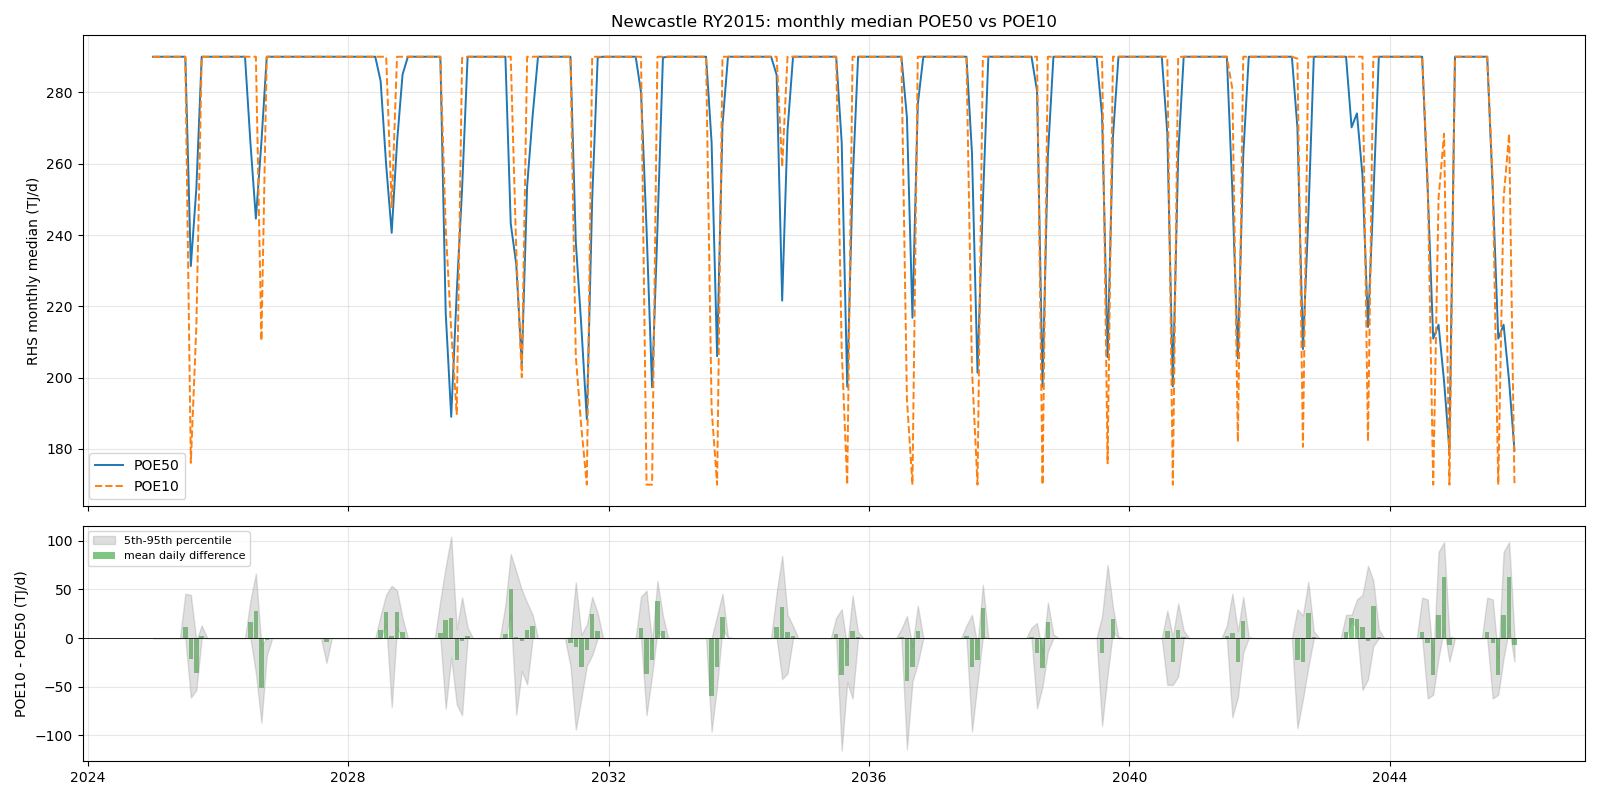 Newcastle RY2015: monthly median POE50 vs POE10
RHS monthly median (TJ/d)
280
260
240
220
200
180
POE50
POE10
POE10 - POE50 (TJ/d)
100
50
0
−50
−100
5th-95th percentile
mean daily difference
2024
2028
2032
2036
2040
2044